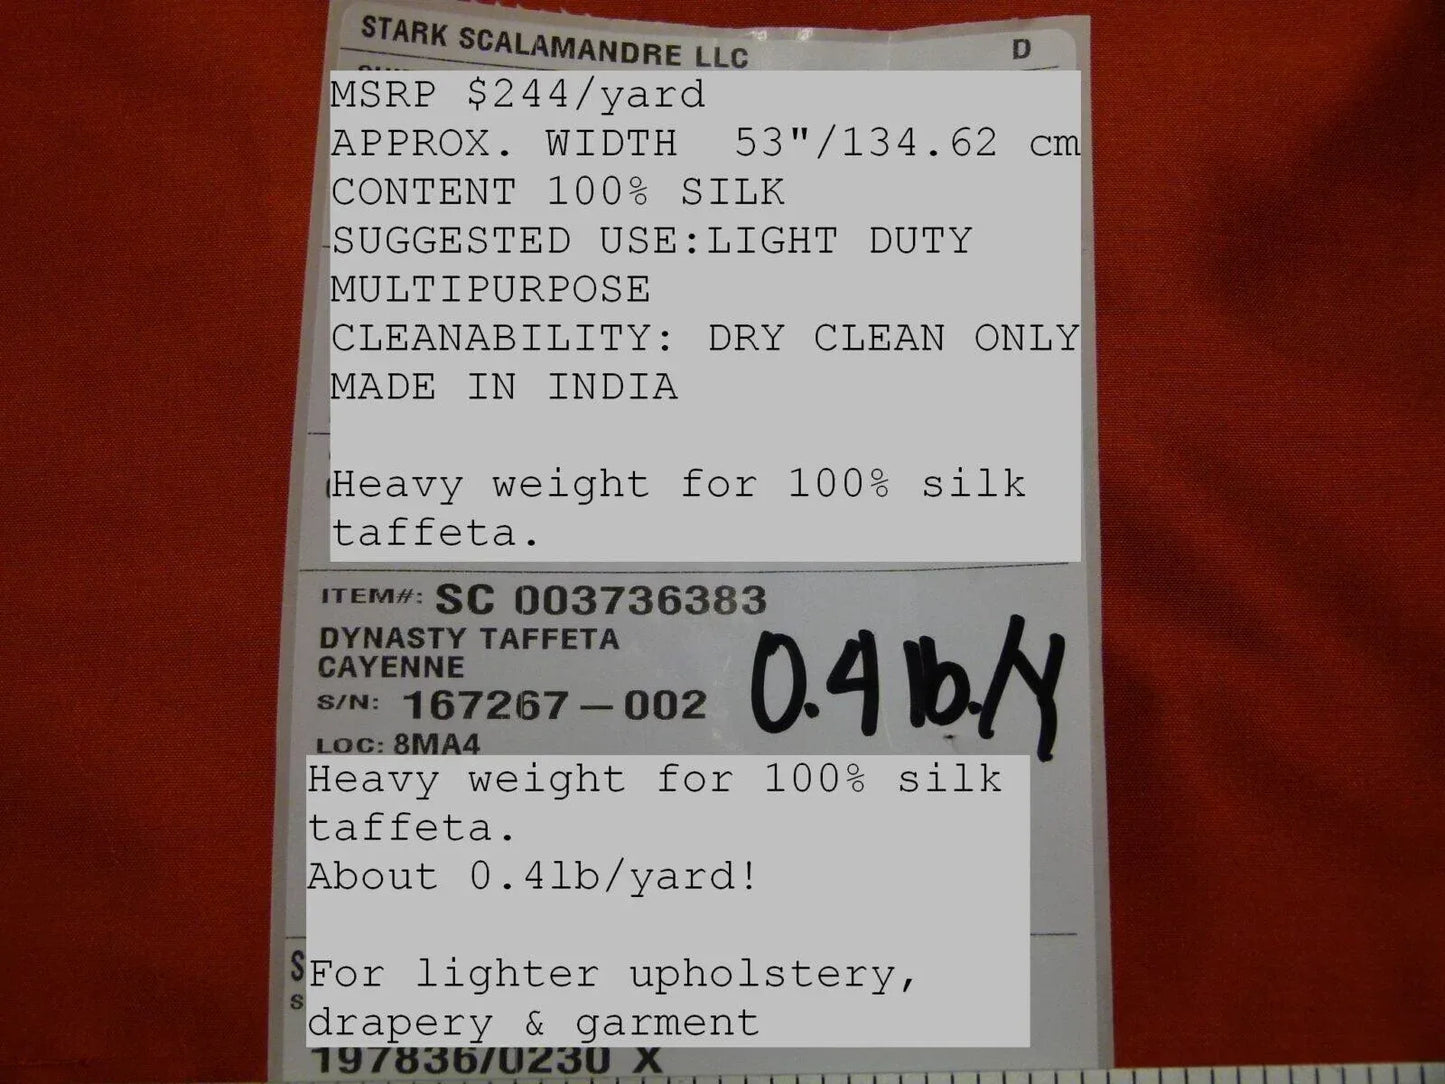 STARK SCALAMANDRE LLC D
MSRP $244/yard
APPROX. WIDTH 53"/134.62 cm
CONTENT 100% SILK
SUGGESTED USE:LIGHT DUTY
MULTIPURPOSE
CLEANABILITY: DRY CLEAN ONLY
MADE IN INDIA
Heavy weight for 100% silk
taffeta.
ITEM#: SC 003736383
DYNASTY TAFFETA
CAYENNE
S/N: 167267-002
0.4 lb./Y
LOC: 8MA4
Heavy weight for 100% silk
taffeta.
About 0.4lb/yard!
For lighter upholstery,
drapery & garment
197836/0230 X